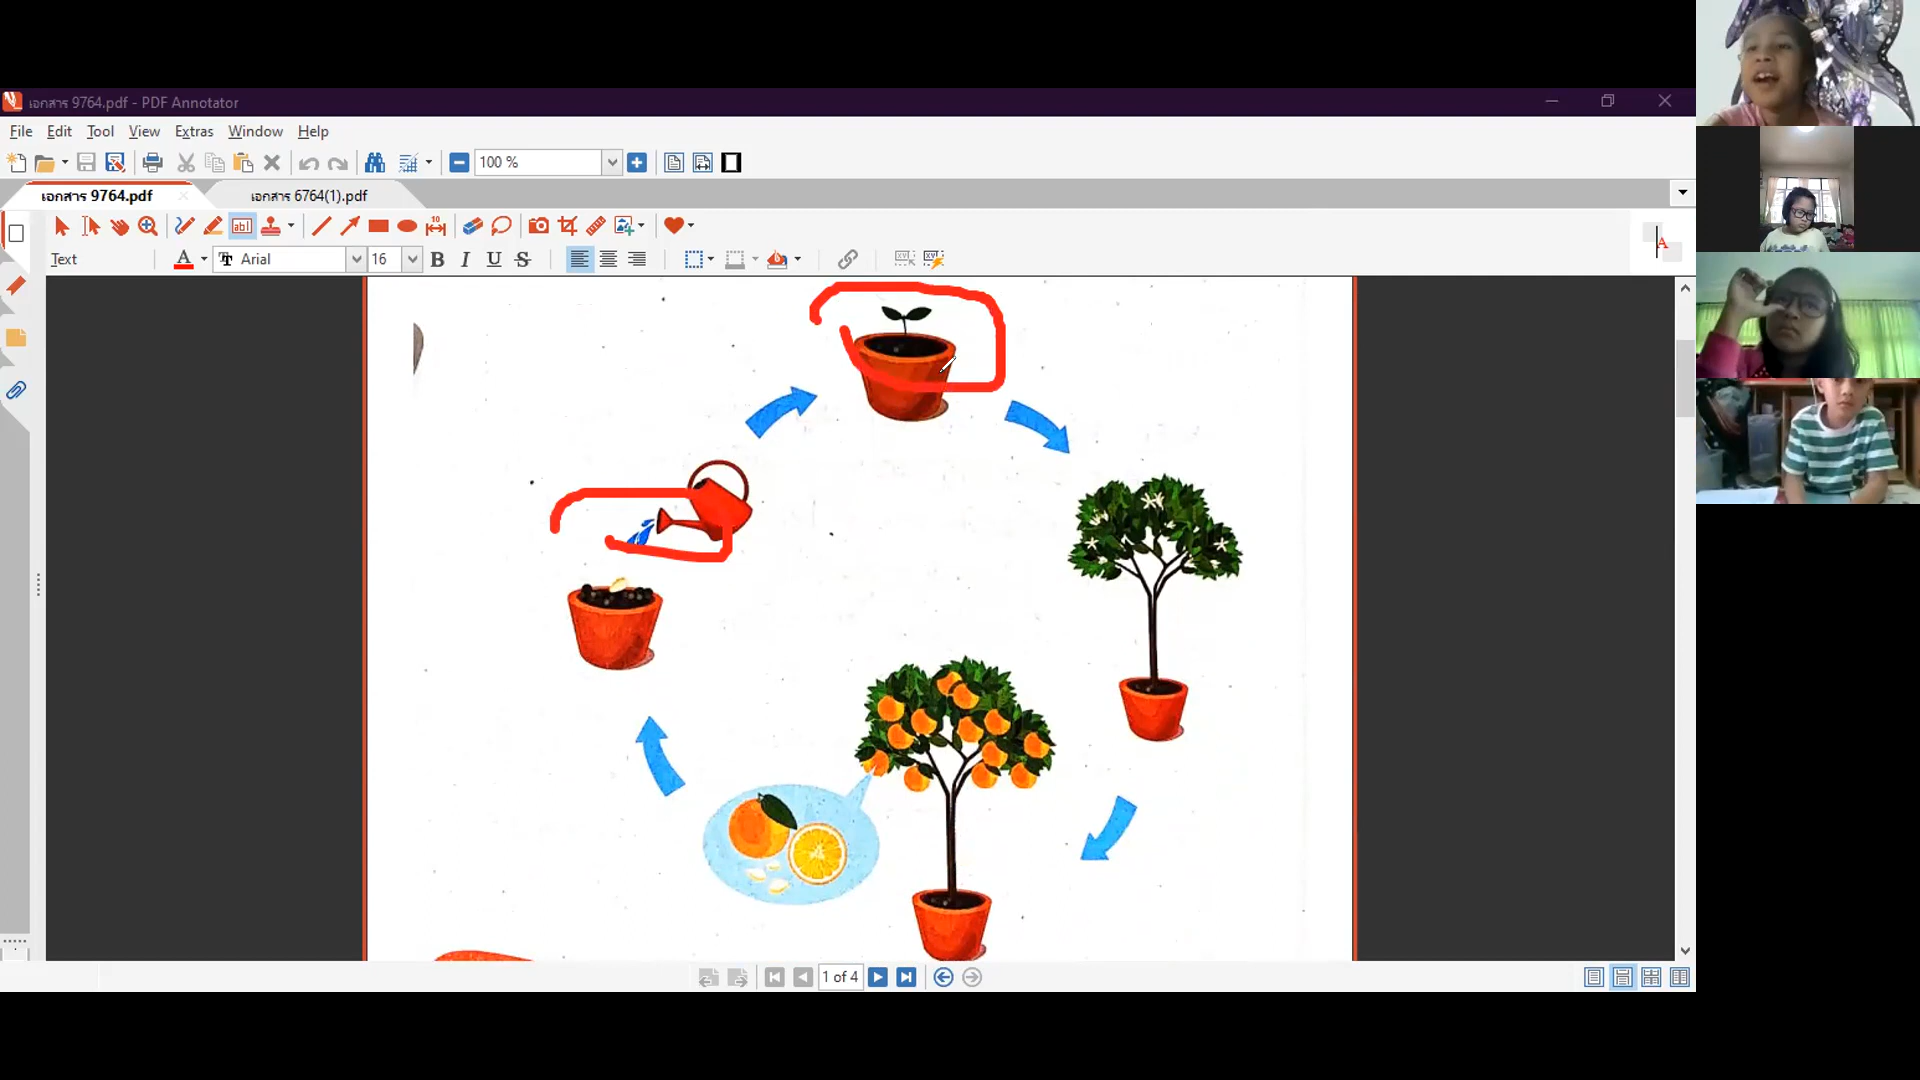 เอกสาร 9764.pdf - PDF Annotator
File Edit Tool View Extras Window Help
100 %
เอกสาร 9764.pdf เอกสาร 6764(1).pdf
ab 10
Text A Arial 16 B I U S A
1 of 4